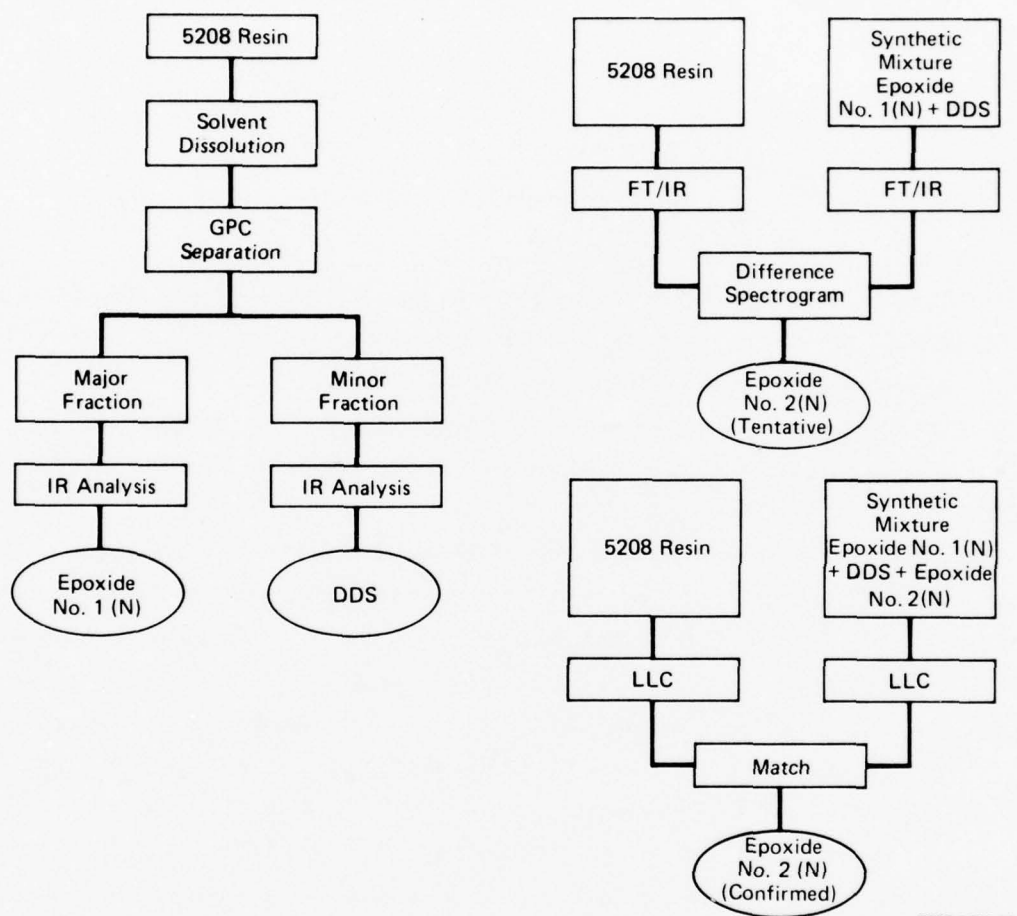 5208 Resin
Solvent
Dissolution
GPC
Separation
Major
Fraction
Minor
Fraction
IR Analysis
IR Analysis
Epoxide
No. 1 (N)
DDS
5208 Resin
Synthetic
Mixture
Epoxide
No. 1(N) + DDS
FT/IR
FT/IR
Difference
Spectrogram
Epoxide
No. 2(N)
(Tentative)
5208 Resin
Synthetic
Mixture
Epoxide No. 1(N)
+ DDS + Epoxide
No. 2(N)
LLC
LLC
Match
Epoxide
No. 2 (N)
(Confirmed)